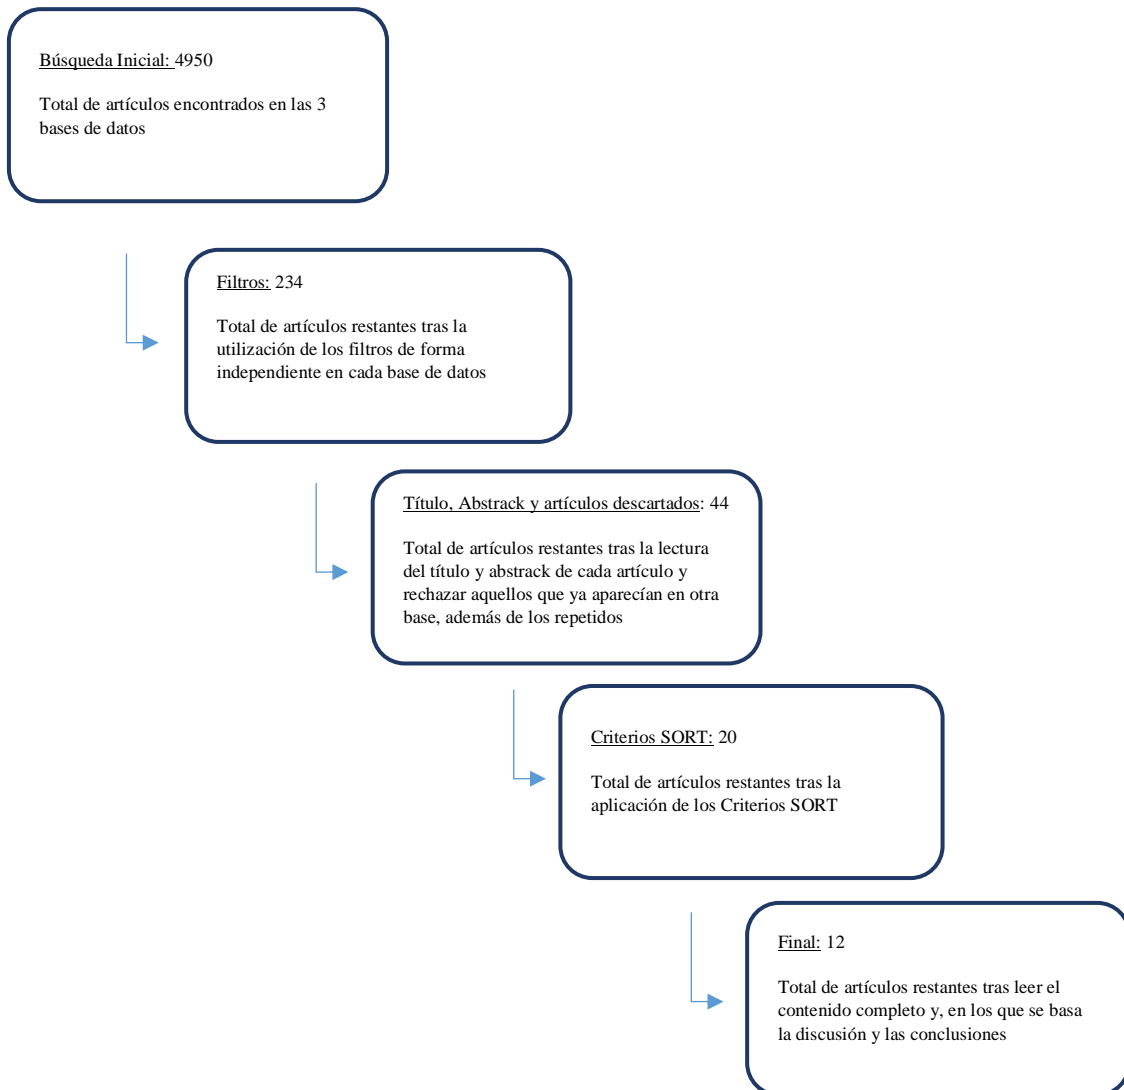 Búsqueda Inicial: 4950
Total de artículos encontrados en las 3
bases de datos
Filtros: 234
Total de artículos restantes tras la
utilización de los filtros de forma
independiente en cada base de datos
Título, Abstrack y artículos descartados: 44
Total de artículos restantes tras la lectura
del título y abstrack de cada artículo y
rechazar aquellos que ya aparecían en otra
base, además de los repetidos
Criterios SORT: 20
Total de artículos restantes tras la
aplicación de los Criterios SORT
Final: 12
Total de artículos restantes tras leer el
contenido completo y, en los que se basa
la discusión y las conclusiones